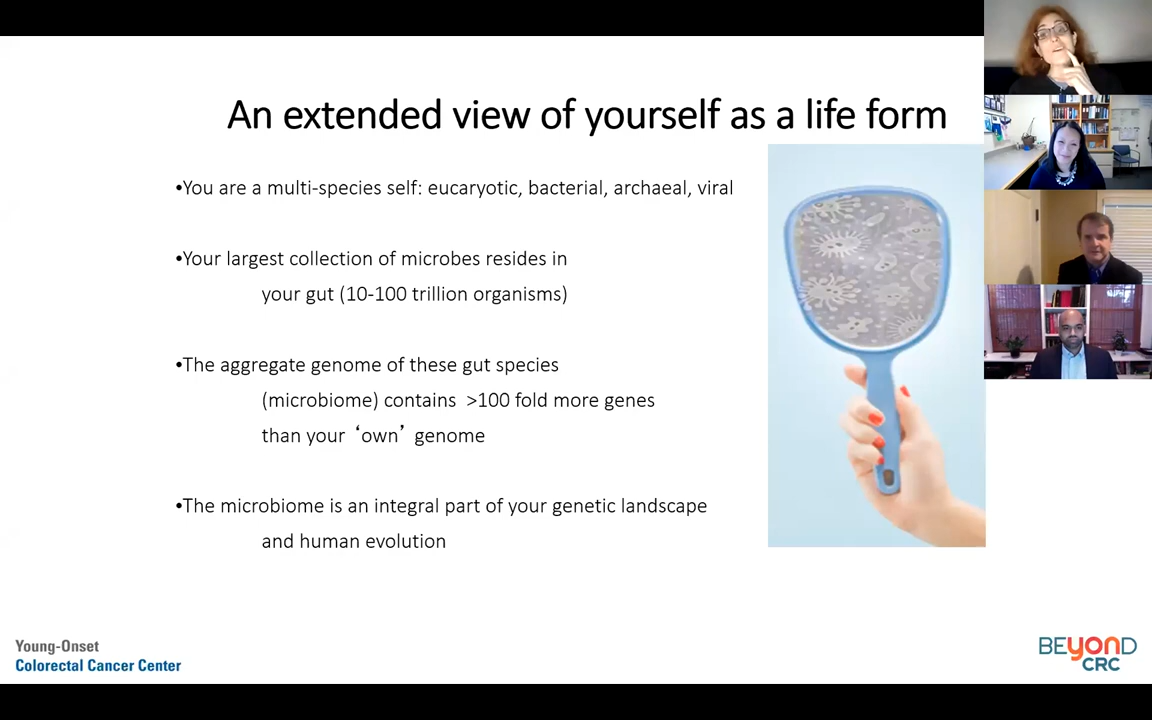 An extended view of yourself as a life form
•You are a multi-species self: eucaryotic, bacterial, archaeal, viral
•Your largest collection of microbes resides in
your gut (10-100 trillion organisms)
•The aggregate genome of these gut species
(microbiome) contains >100 fold more genes
than your ‘own’ genome
•The microbiome is an integral part of your genetic landscape
and human evolution
Young-Onset
Colorectal Cancer Center
BEyonD
CRC